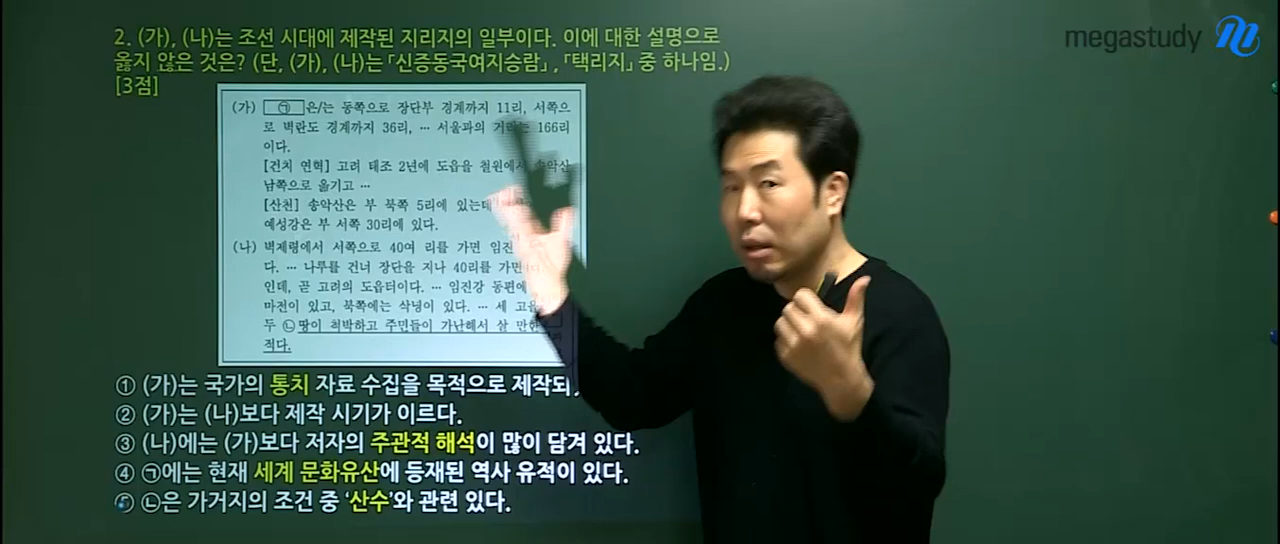 megastudy
2. (가), (나)는 조선 시대에 제작된 지리지의 일부이다. 이에 대한 설명으로
옳지 않은 것은? (단, (가), (나)는 「신증동국여지승람」, 「택리지」 중 하나임.)
[3점]
(가) ㉠ 은/는 동쪽으로 장단부 경계까지 11리, 서쪽으
로 벽란도 경계까지 36리, … 서울과의 거리는 166리
이다.
[건치 연혁] 고려 태조 2년에 도읍을 철원에서 송악산
남쪽으로 옮기고 …
[산천] 송악산은 부 북쪽 5리에 있는데
예성강은 부 서쪽 30리에 있다.
(나) 벽제령에서 서쪽으로 40여 리를 가면 임진
다. … 나루를 건너 장단을 지나 40리를 가면
인데, 곧 고려의 도읍터이다. … 임진강 동편에
마전이 있고, 북쪽에는 삭녕이 있다. … 세 고을
두 ㉡땅이 척박하고 주민들이 가난해서 살 만한
적다.
① (가)는 국가의 통치 자료 수집을 목적으로 제작되
② (가)는 (나)보다 제작 시기가 이르다.
③ (나)에는 (가)보다 저자의 주관적 해석이 많이 담겨 있다.
④ ㉠에는 현재 세계 문화유산에 등재된 역사 유적이 있다.
⑤ ㉡은 가거지의 조건 중 '산수'와 관련 있다.